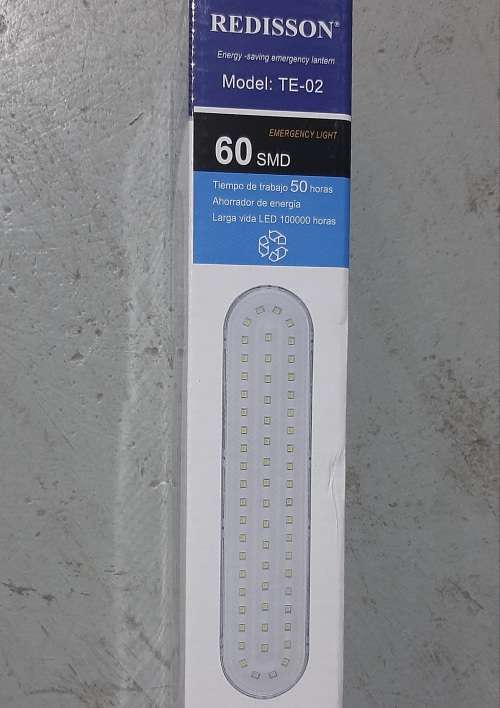 REDISSON®
Energy -saving emergency lantern
Model: TE-02
EMERGENCY LIGHT
60 SMD
Tiempo de trabajo 50 horas
Ahorrador de energía
Larga vida LED 100000 horas